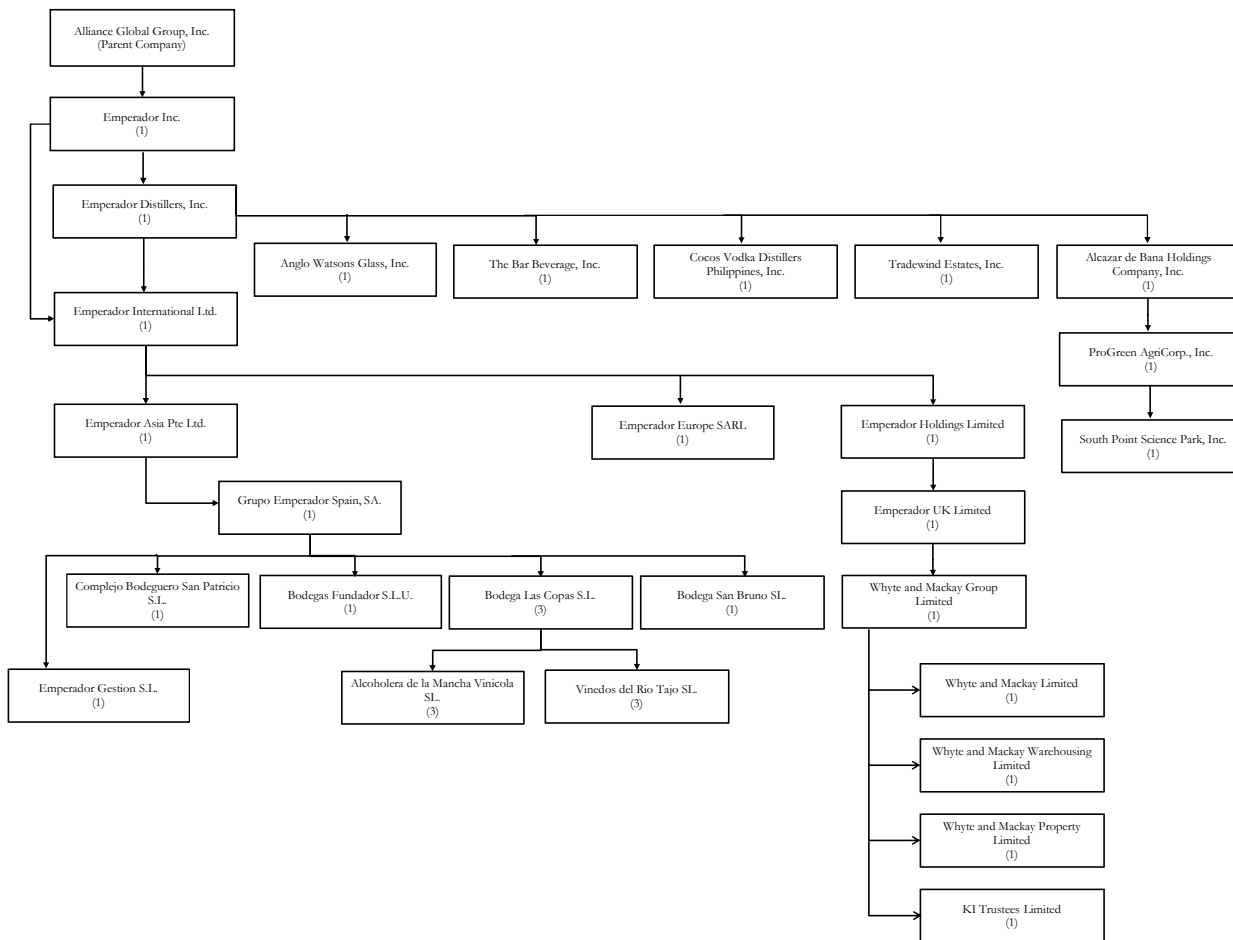 Alliance Global Group, Inc.
(Parent Company)
Emperador Inc.
(1)
Emperador Distillers, Inc.
(1)
Anglo Watsons Glass, Inc.
(1)
The Bar Beverage, Inc.
(1)
Cocos Vodka Distillers
Philippines, Inc.
(1)
Tradewind Estates, Inc.
(1)
Alcazar de Bana Holdings
Company, Inc.
(1)
Emperador International Ltd.
(1)
ProGreen AgriCorp., Inc.
(1)
Emperador Asia Pte Ltd.
(1)
Emperador Europe SARL
(1)
Emperador Holdings Limited
(1)
South Point Science Park, Inc.
(1)
Grupo Emperador Spain, SA.
(1)
Emperador UK Limited
(1)
Complejo Bodeguero San Patricio
S.L.
(1)
Bodegas Fundador S.L.U.
(1)
Bodega Las Copas S.L.
(3)
Bodega San Bruno SL.
(1)
Whyte and Mackay Group
Limited
(1)
Emperador Gestion S.L.
(1)
Alcoholera de la Mancha Vinicola
SL.
(3)
Vinedos del Rio Tajo SL.
(3)
Whyte and Mackay Limited
(1)
Whyte and Mackay Warehousing
Limited
(1)
Whyte and Mackay Property
Limited
(1)
KI Trustees Limited
(1)